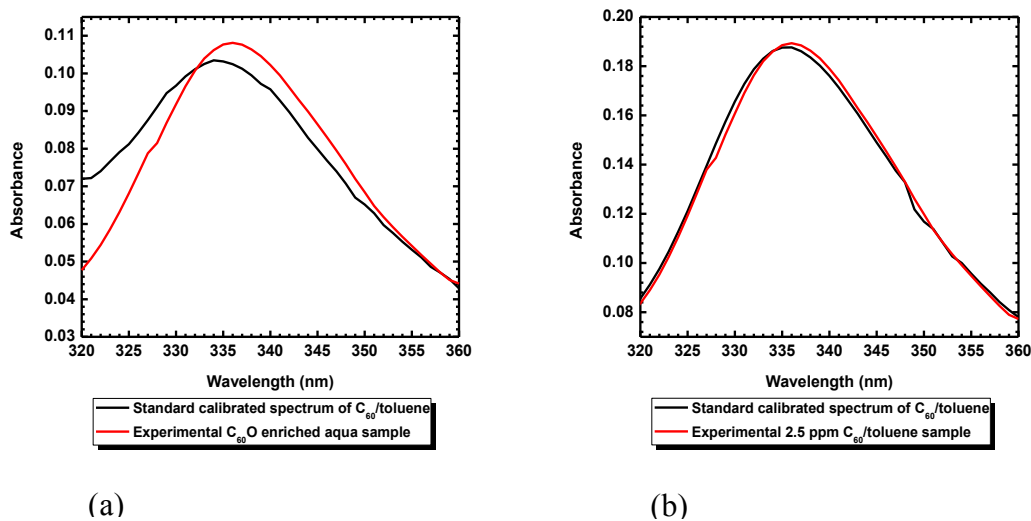 0.11
0.10
0.09
0.08
0.07
0.06
0.05
0.04
0.03
Absorbance
320 325 330 335 340 345 350 355 360
Wavelength (nm)
Standard calibrated spectrum of C60/toluene
Experimental C60O enriched aqua sample
(a)
0.20
0.18
0.16
0.14
0.12
0.10
0.08
Absorbance
320 325 330 335 340 345 350 355 360
Wavelength (nm)
Standard calibrated spectrum of C60/toluene
Experimental 2.5 ppm C60/toluene sample
(b)